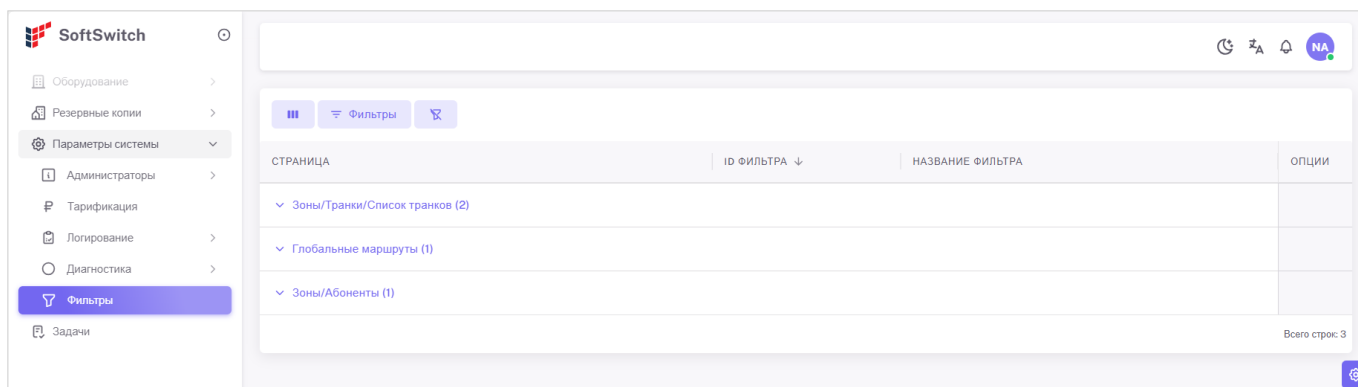 SoftSwitch
NA
Оборудование
Резервные копии
Параметры системы
Администраторы
Тарификация
Логирование
Диагностика
Фильтры
Задачи
Фильтры
СТРАНИЦА
ID ФИЛЬТРА
НАЗВАНИЕ ФИЛЬТРА
ОПЦИИ
Зоны/Транки/Список транков (2)
Глобальные маршруты (1)
Зоны/Абоненты (1)
Всего строк: 3